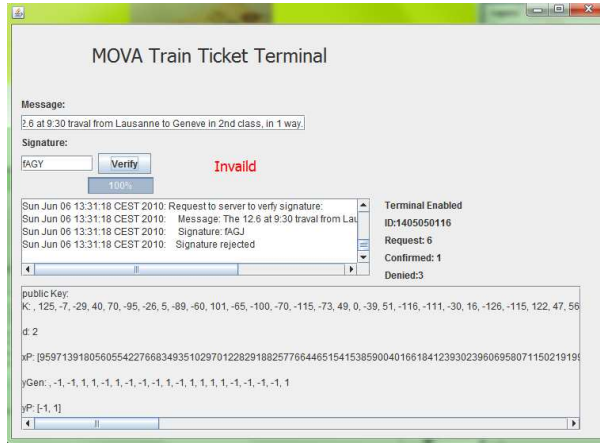 MOVA Train Ticket Terminal
Message:
2.6 at 9:30 traval from Lausanne to Geneve in 2nd class, in 1 way.
Signature:
fAGY Verify Invaild
100%
Sun Jun 06 13:31:18 CEST 2010: Request to server to verfy signature:
Sun Jun 06 13:31:18 CEST 2010: Message: The 12.6 at 9:30 traval from Lau
Sun Jun 06 13:31:18 CEST 2010: Signature: fAGJ
Sun Jun 06 13:31:18 CEST 2010: Signature rejected
Terminal Enabled
ID:1405050116
Request: 6
Confirmed: 1
Denied:3
public Key:
K: , 125, -7, -29, 40, 70, -95, -26, 5, -89, -60, 101, -65, -100, -70, -115, -73, 49, 0, -39, 51, -116, -111, -30, 16, -126, -115, 122, 47, 56
d: 2
xP: [959713918056055422766834935102970122829188257766446515415385900401661841239302396069580711502191
yGen: , -1, -1, 1, 1, -1, 1, -1, -1, -1, 1, -1, 1, 1, 1, 1, -1, -1, -1, -1, 1
yP: [-1, 1]